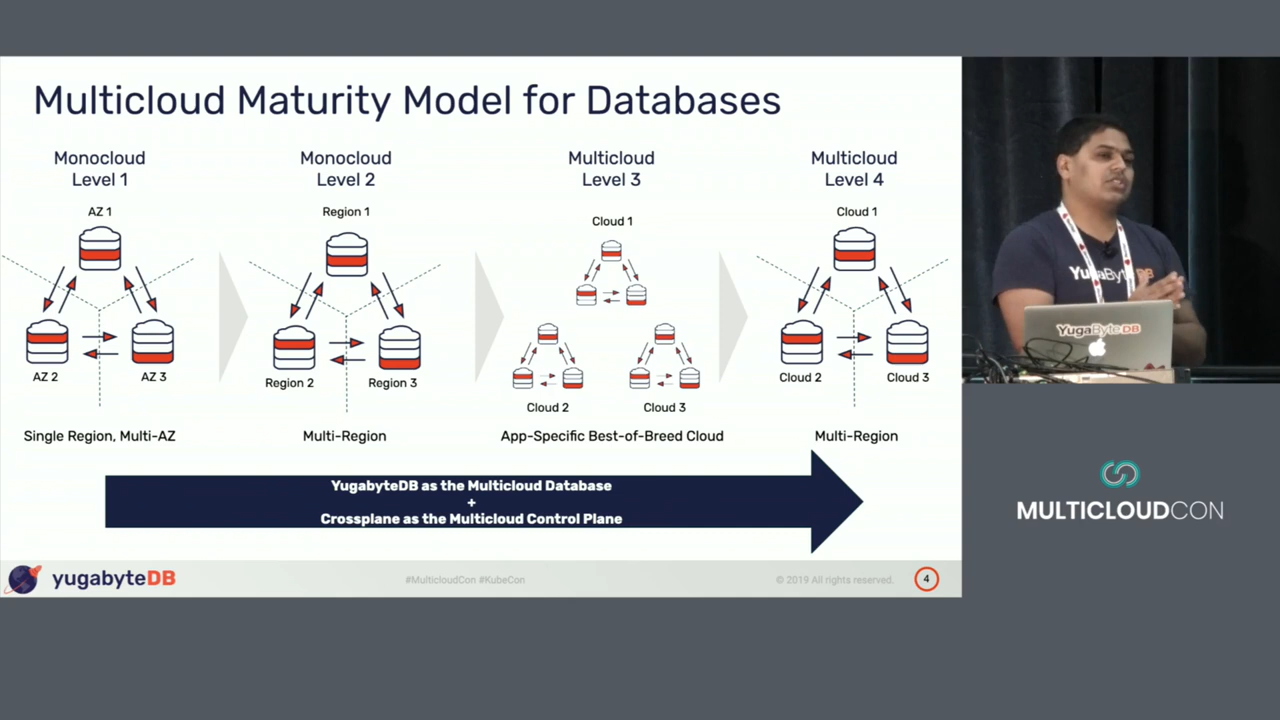 Multicloud Maturity Model for Databases
Monocloud
Level 1
AZ 1
AZ 2
AZ 3
Single Region, Multi-AZ
Monocloud
Level 2
Region 1
Region 2
Region 3
Multi-Region
Multicloud
Level 3
Cloud 1
Cloud 2
Cloud 3
App-Specific Best-of-Breed Cloud
Multicloud
Level 4
Cloud 1
Cloud 2
Cloud 3
Multi-Region
YugabyteDB as the Multicloud Database
+
Crossplane as the Multicloud Control Plane
yugabyteDB
#MulticloudCon #KubeCon
© 2019 All rights reserved.
4
YugaByteDB
YugaByteDB
MULTICLOUDCON